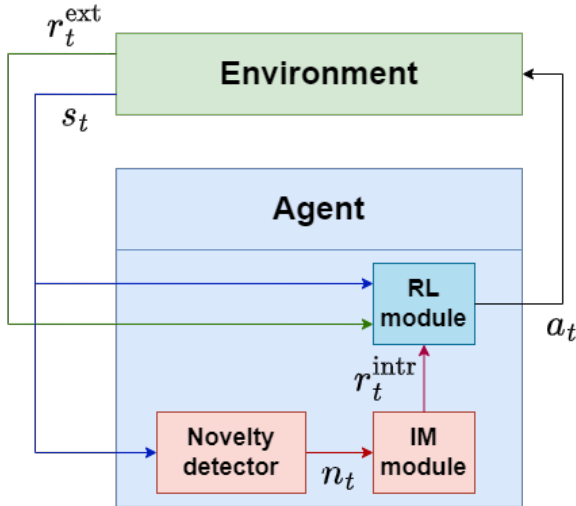 r_t^ext
Environment
s_t
Agent
RL
module
a_t
r_t^intr
Novelty
detector
n_t
IM
module